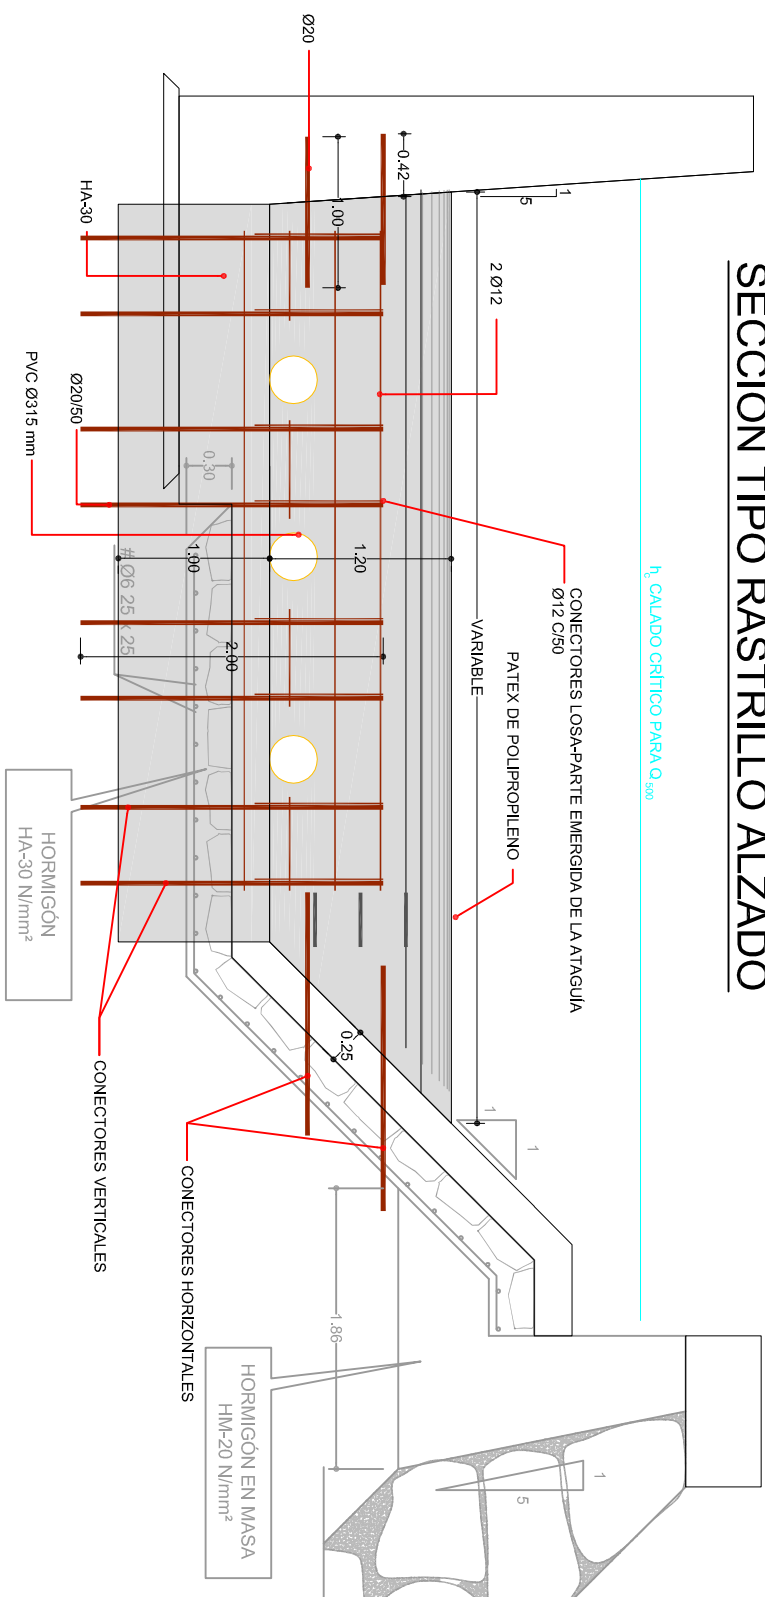 SECCIÓN TIPO RASTRILLO ALZADO
h꜀ CALADO CRÍTICO PARA Q₅₀₀
1
5
0.42
1.00
Ø20
HA-30
2 Ø12
VARIABLE
PATEX DE POLIPROPILENO
CONECTORES LOSA-PARTE EMERGIDA DE LA ATAGUÍA
Ø12 C/50
1.20
1.00
2.00
0.30
# Ø6 25 x 25
Ø20/50
PVC Ø315 mm
HORMIGÓN
HA-30 N/mm²
0.25
1
1
CONECTORES VERTICALES
CONECTORES HORIZONTALES
1.86
HORMIGÓN EN MASA
HM-20 N/mm²
1
5